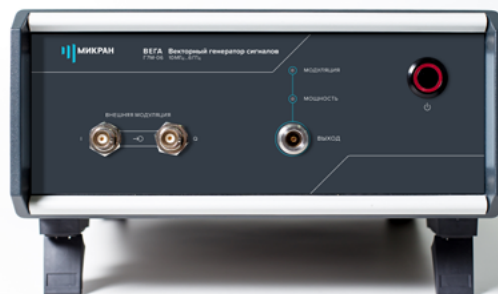 МИКРАН
ВЕГА Векторный генератор сигналов
МОДУЛЯЦИЯ
МОЩНОСТЬ
ВНЕШНЯЯ МОДУЛЯЦИЯ
I
Q
ВЫХОД